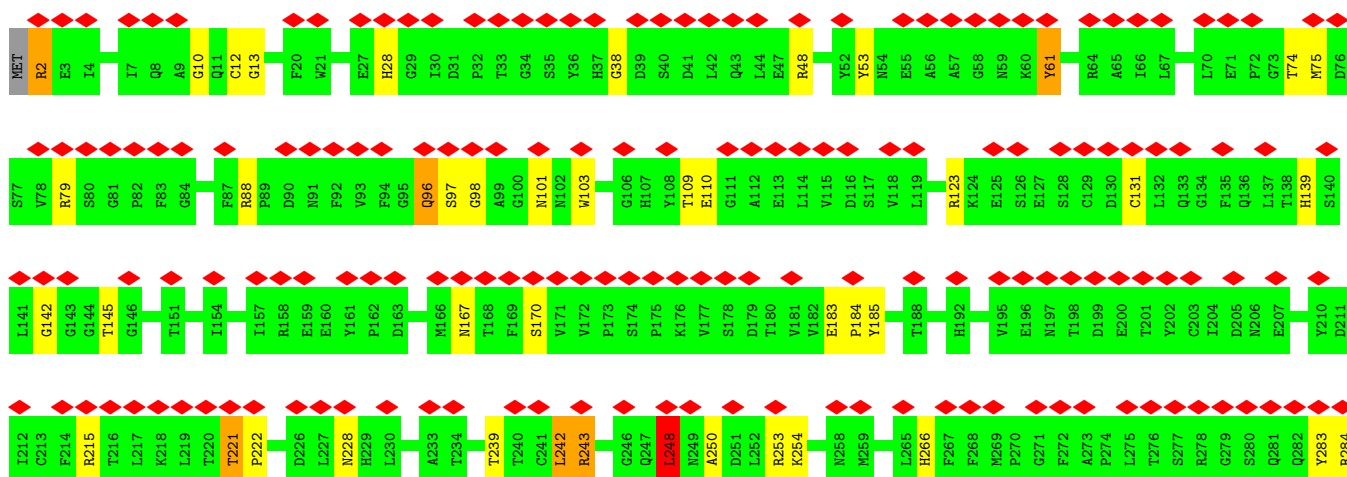 MET R2 E3 I4 I7 Q8 A9 G10 Q11 C12 G13 F20 W21 E27 H28 G29 I30 D31 P32 T33 G34 S35 Y36 H37 G38 D39 S40 D41 L42 Q43 L44 E47 R48 Y52 Y53 N54 E55 A56 A57 G58 N59 K60 Y61 R64 A65 I66 L67 L70 E71 P72 G73 T74 M75 D76
S77 V78 R79 S80 G81 P82 F83 G84 F87 R88 P89 D90 N91 F92 V93 F94 G95 Q96 S97 G98 A99 G100 N101 N102 W103 G106 H107 Y108 T109 E110 G111 A112 E113 L114 V115 D116 S117 V118 L119 R123 K124 E125 S126 E127 S128 C129 D130 C131 L132 Q133 G134 F135 Q136 L137 T138 H139 S140
L141 G142 G143 G144 T145 G146 T151 I154 I157 R158 E159 E160 Y161 P162 D163 M166 N167 T168 F169 S170 V171 V172 P173 S174 P175 K176 V177 S178 D179 T180 V181 V182 E183 P184 Y185 T188 H192 V195 E196 N197 T198 D199 E200 T201 Y202 C203 I204 D205 N206 E207 Y210 D211
I212 C213 F214 R215 T216 L217 K218 L219 T220 T221 P222 D226 L227 N228 H229 L230 A233 T234 T239 T240 C241 L242 R243 G246 Q247 L248 N249 A250 D251 L252 R253 K254 N258 M259 L265 H266 F267 F268 M269 P270 G271 F272 A273 P274 L275 T276 S277 R278 G279 S280 Q281 Q282 Y283 R284